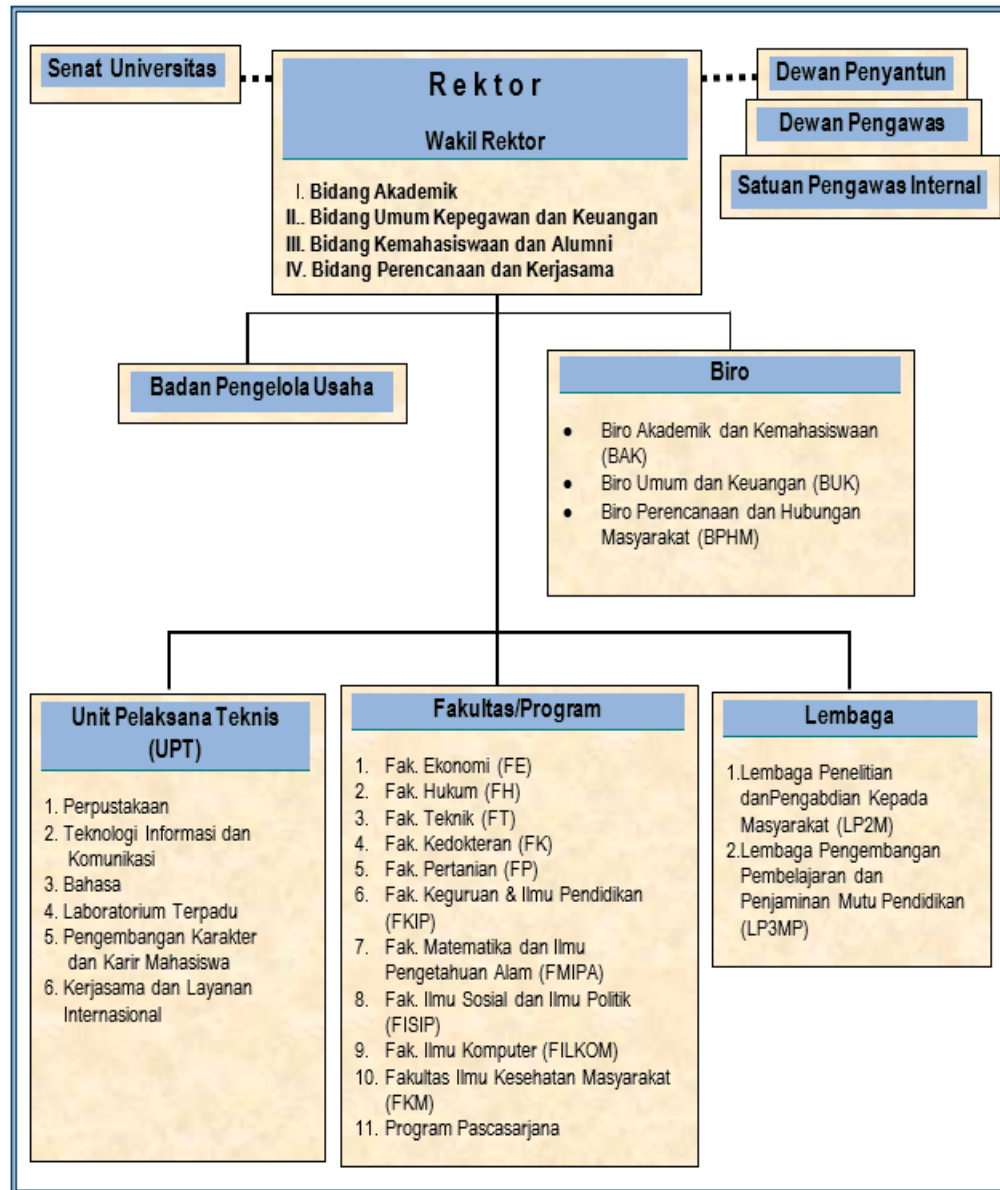 Senat Universitas
R e k t o r
Wakil Rektor
I. Bidang Akademik
II.. Bidang Umum Kepegawan dan Keuangan
III. Bidang Kemahasiswaan dan Alumni
IV. Bidang Perencanaan dan Kerjasama
Dewan Penyantun
Dewan Pengawas
Satuan Pengawas Internal
Badan Pengelola Usaha
Biro
• Biro Akademik dan Kemahasiswaan
(BAK)
• Biro Umum dan Keuangan (BUK)
• Biro Perencanaan dan Hubungan
Masyarakat (BPHM)
Unit Pelaksana Teknis
(UPT)
1. Perpustakaan
2. Teknologi Informasi dan
Komunikasi
3. Bahasa
4. Laboratorium Terpadu
5. Pengembangan Karakter
dan Karir Mahasiswa
6. Kerjasama dan Layanan
Internasional
Fakultas/Program
1. Fak. Ekonomi (FE)
2. Fak. Hukum (FH)
3. Fak. Teknik (FT)
4. Fak. Kedokteran (FK)
5. Fak. Pertanian (FP)
6. Fak. Keguruan & Ilmu Pendidikan
(FKIP)
7. Fak. Matematika dan Ilmu
Pengetahuan Alam (FMIPA)
8. Fak. Ilmu Sosial dan Ilmu Politik
(FISIP)
9. Fak. Ilmu Komputer (FILKOM)
10. Fakultas Ilmu Kesehatan Masyarakat
(FKM)
11. Program Pascasarjana
Lembaga
1.Lembaga Penelitian
danPengabdian Kepada
Masyarakat (LP2M)
2.Lembaga Pengembangan
Pembelajaran dan
Penjaminan Mutu Pendidikan
(LP3MP)